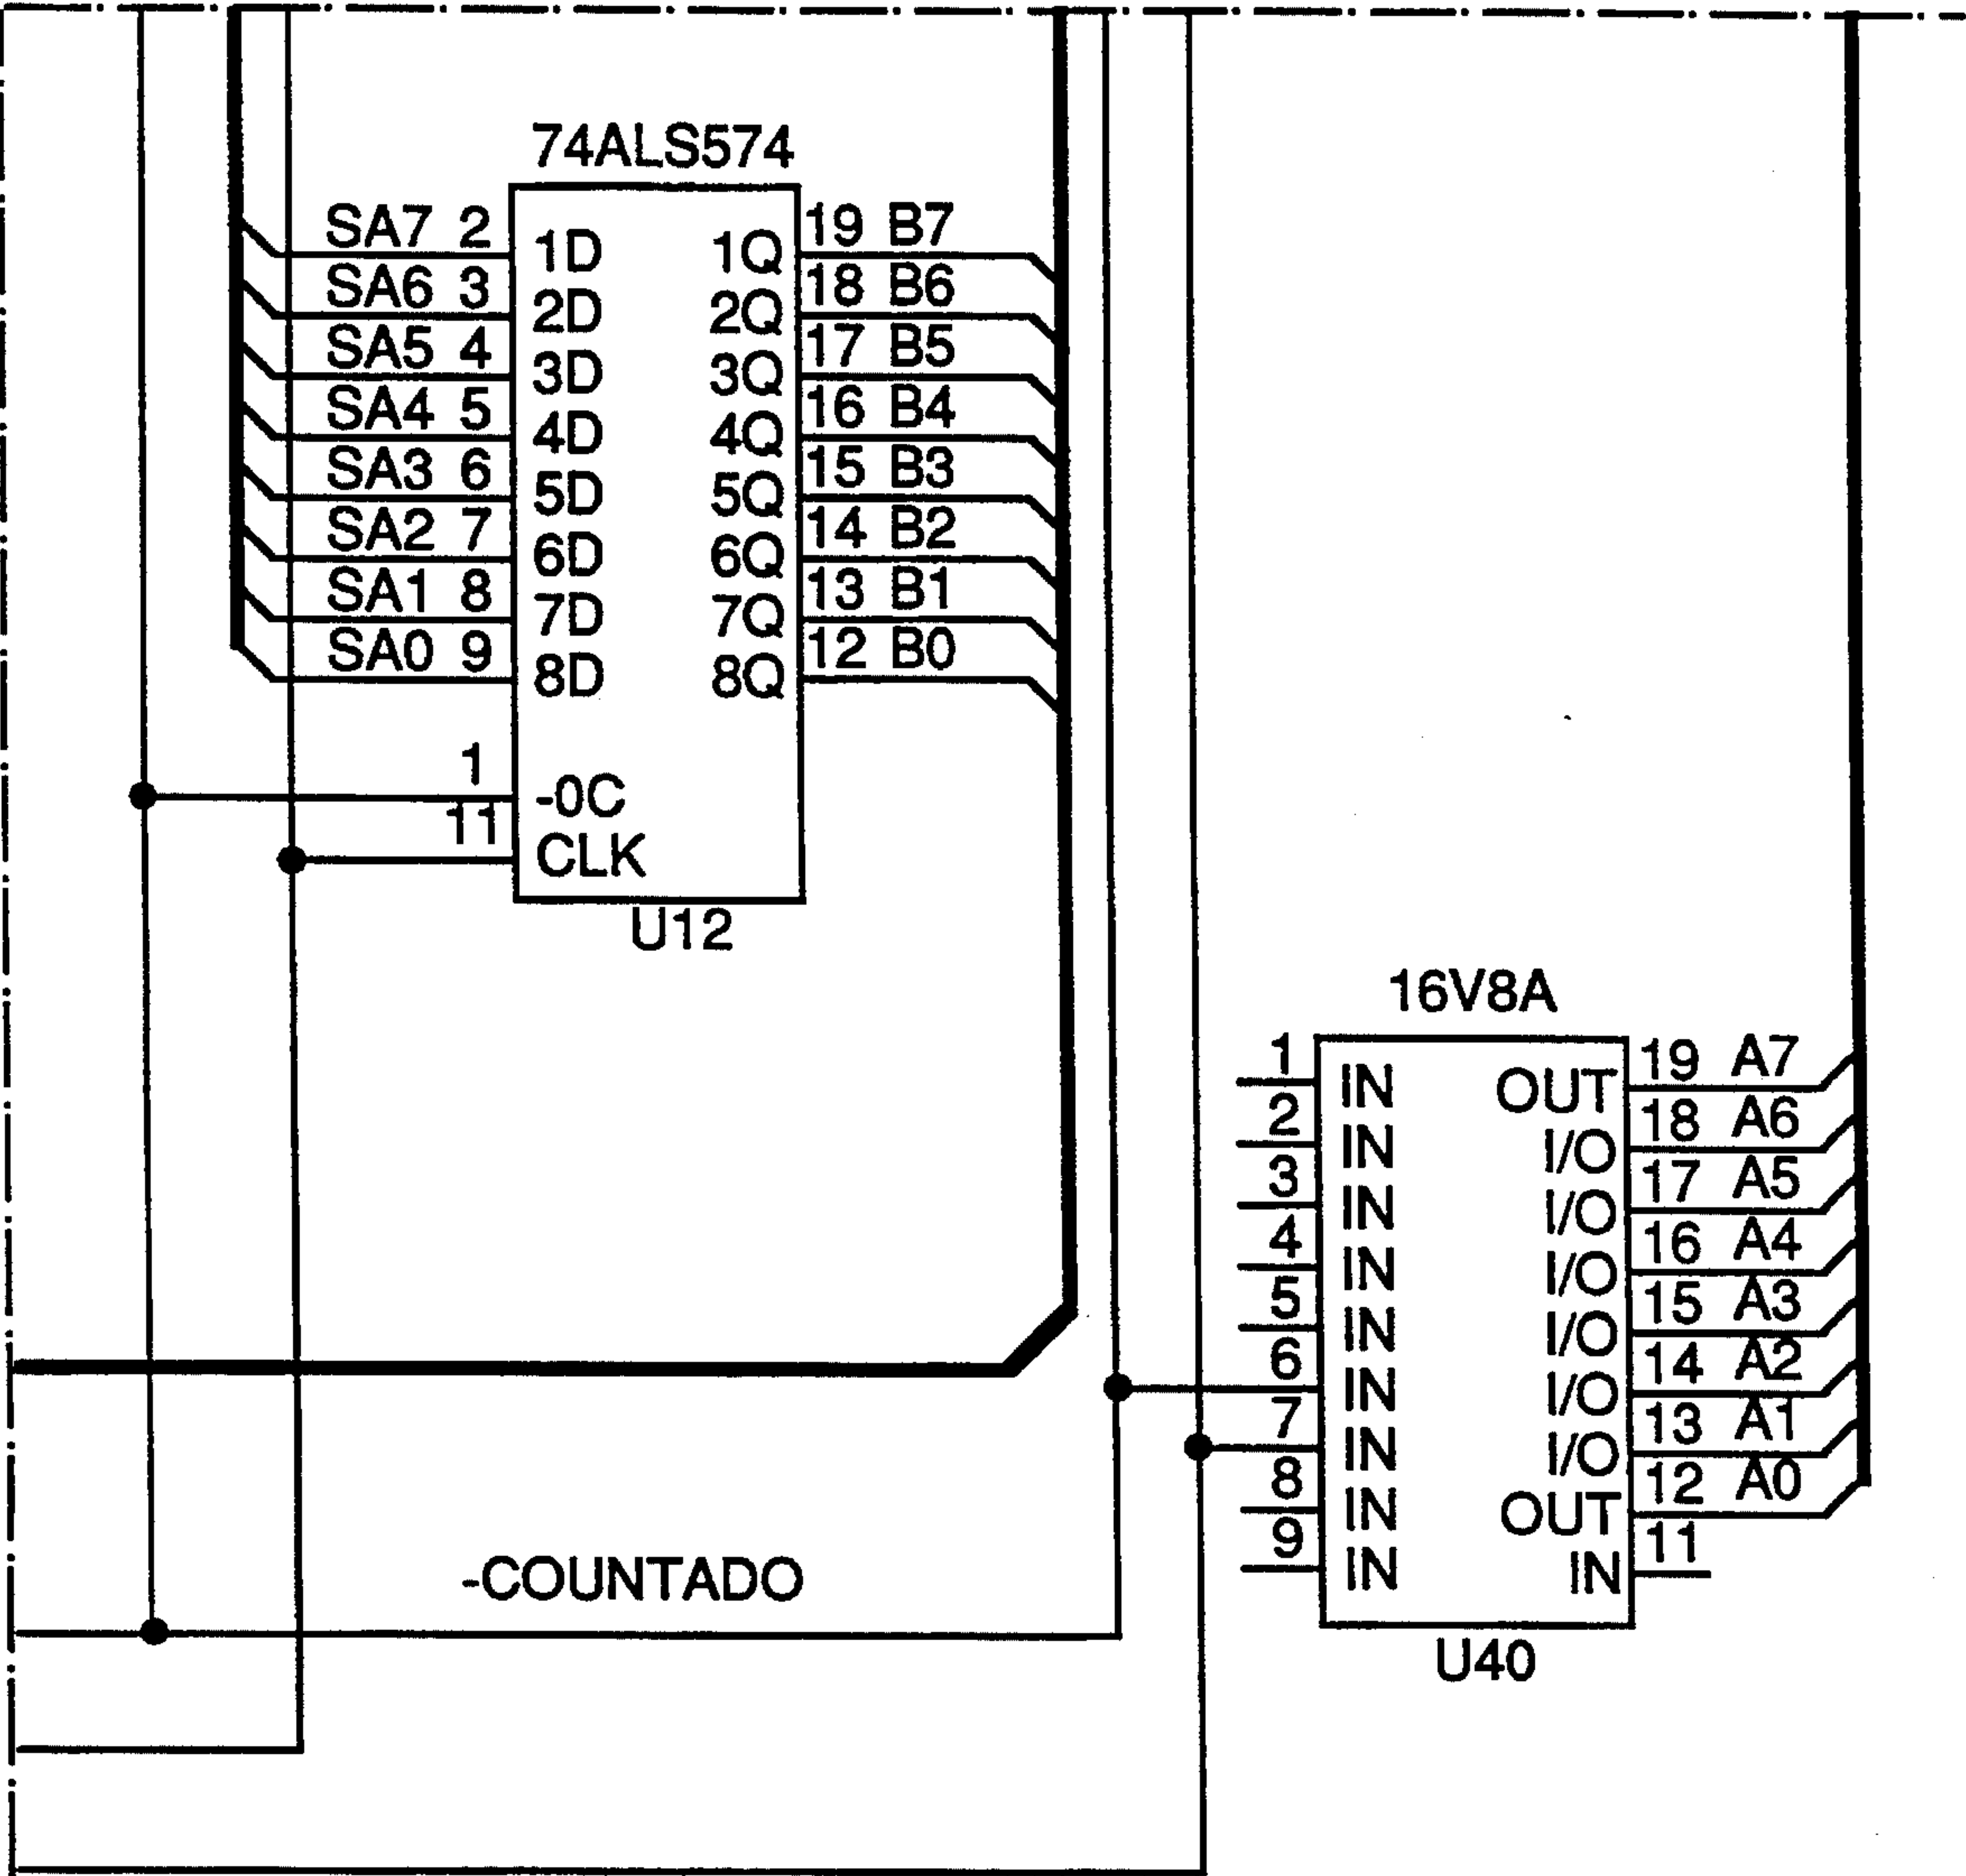 74ALS574
SA7 2 1D 1Q 19 B7
SA6 3 2D 2Q 18 B6
SA5 4 3D 3Q 17 B5
SA4 5 4D 4Q 16 B4
SA3 6 5D 5Q 15 B3
SA2 7 6D 6Q 14 B2
SA1 8 7D 7Q 13 B1
SA0 9 8D 8Q 12 B0
1 -0C
11 CLK
U12
16V8A
1 IN OUT 19 A7
2 IN I/O 18 A6
3 IN I/O 17 A5
4 IN I/O 16 A4
5 IN I/O 15 A3
6 IN I/O 14 A2
7 IN I/O 13 A1
8 IN OUT 12 A0
9 IN IN 11
U40
-COUNTADO